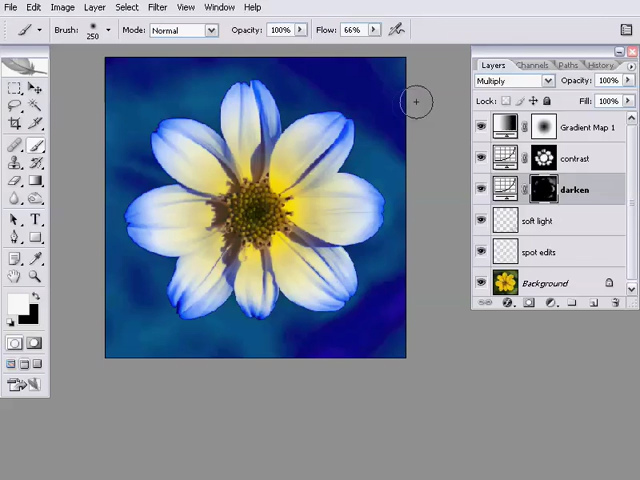 File Edit Image Layer Select Filter View Window Help
Brush: 250 Mode: Normal Opacity: 100% Flow: 66%
Layers Channels Paths History
Multiply Opacity: 100%
Lock: Fill: 100%
Gradient Map 1
contrast
darken
soft light
spot edits
Background
T